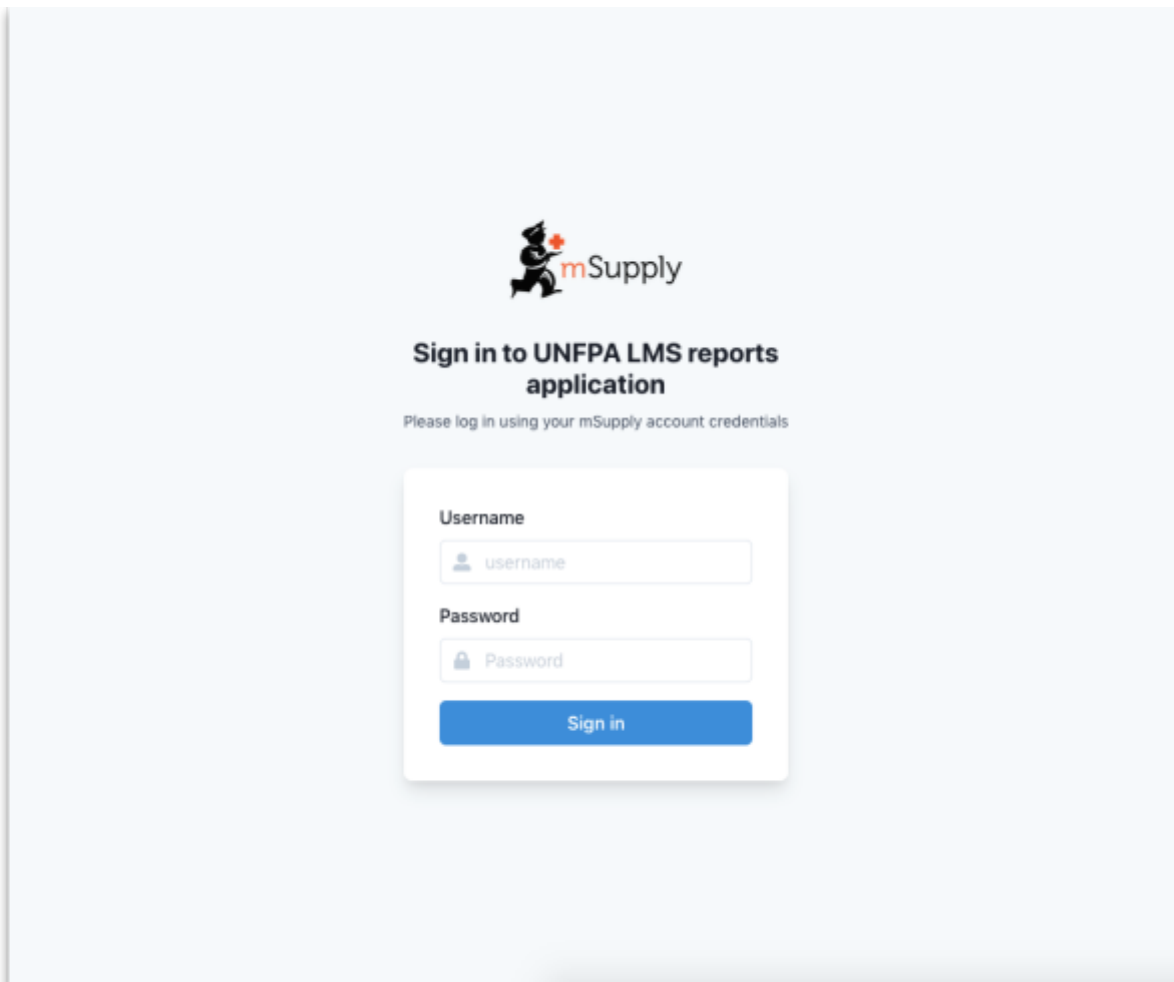 mSupply
Sign in to UNFPA LMS reports
application
Please log in using your mSupply account credentials
Username
username
Password
Password
Sign in